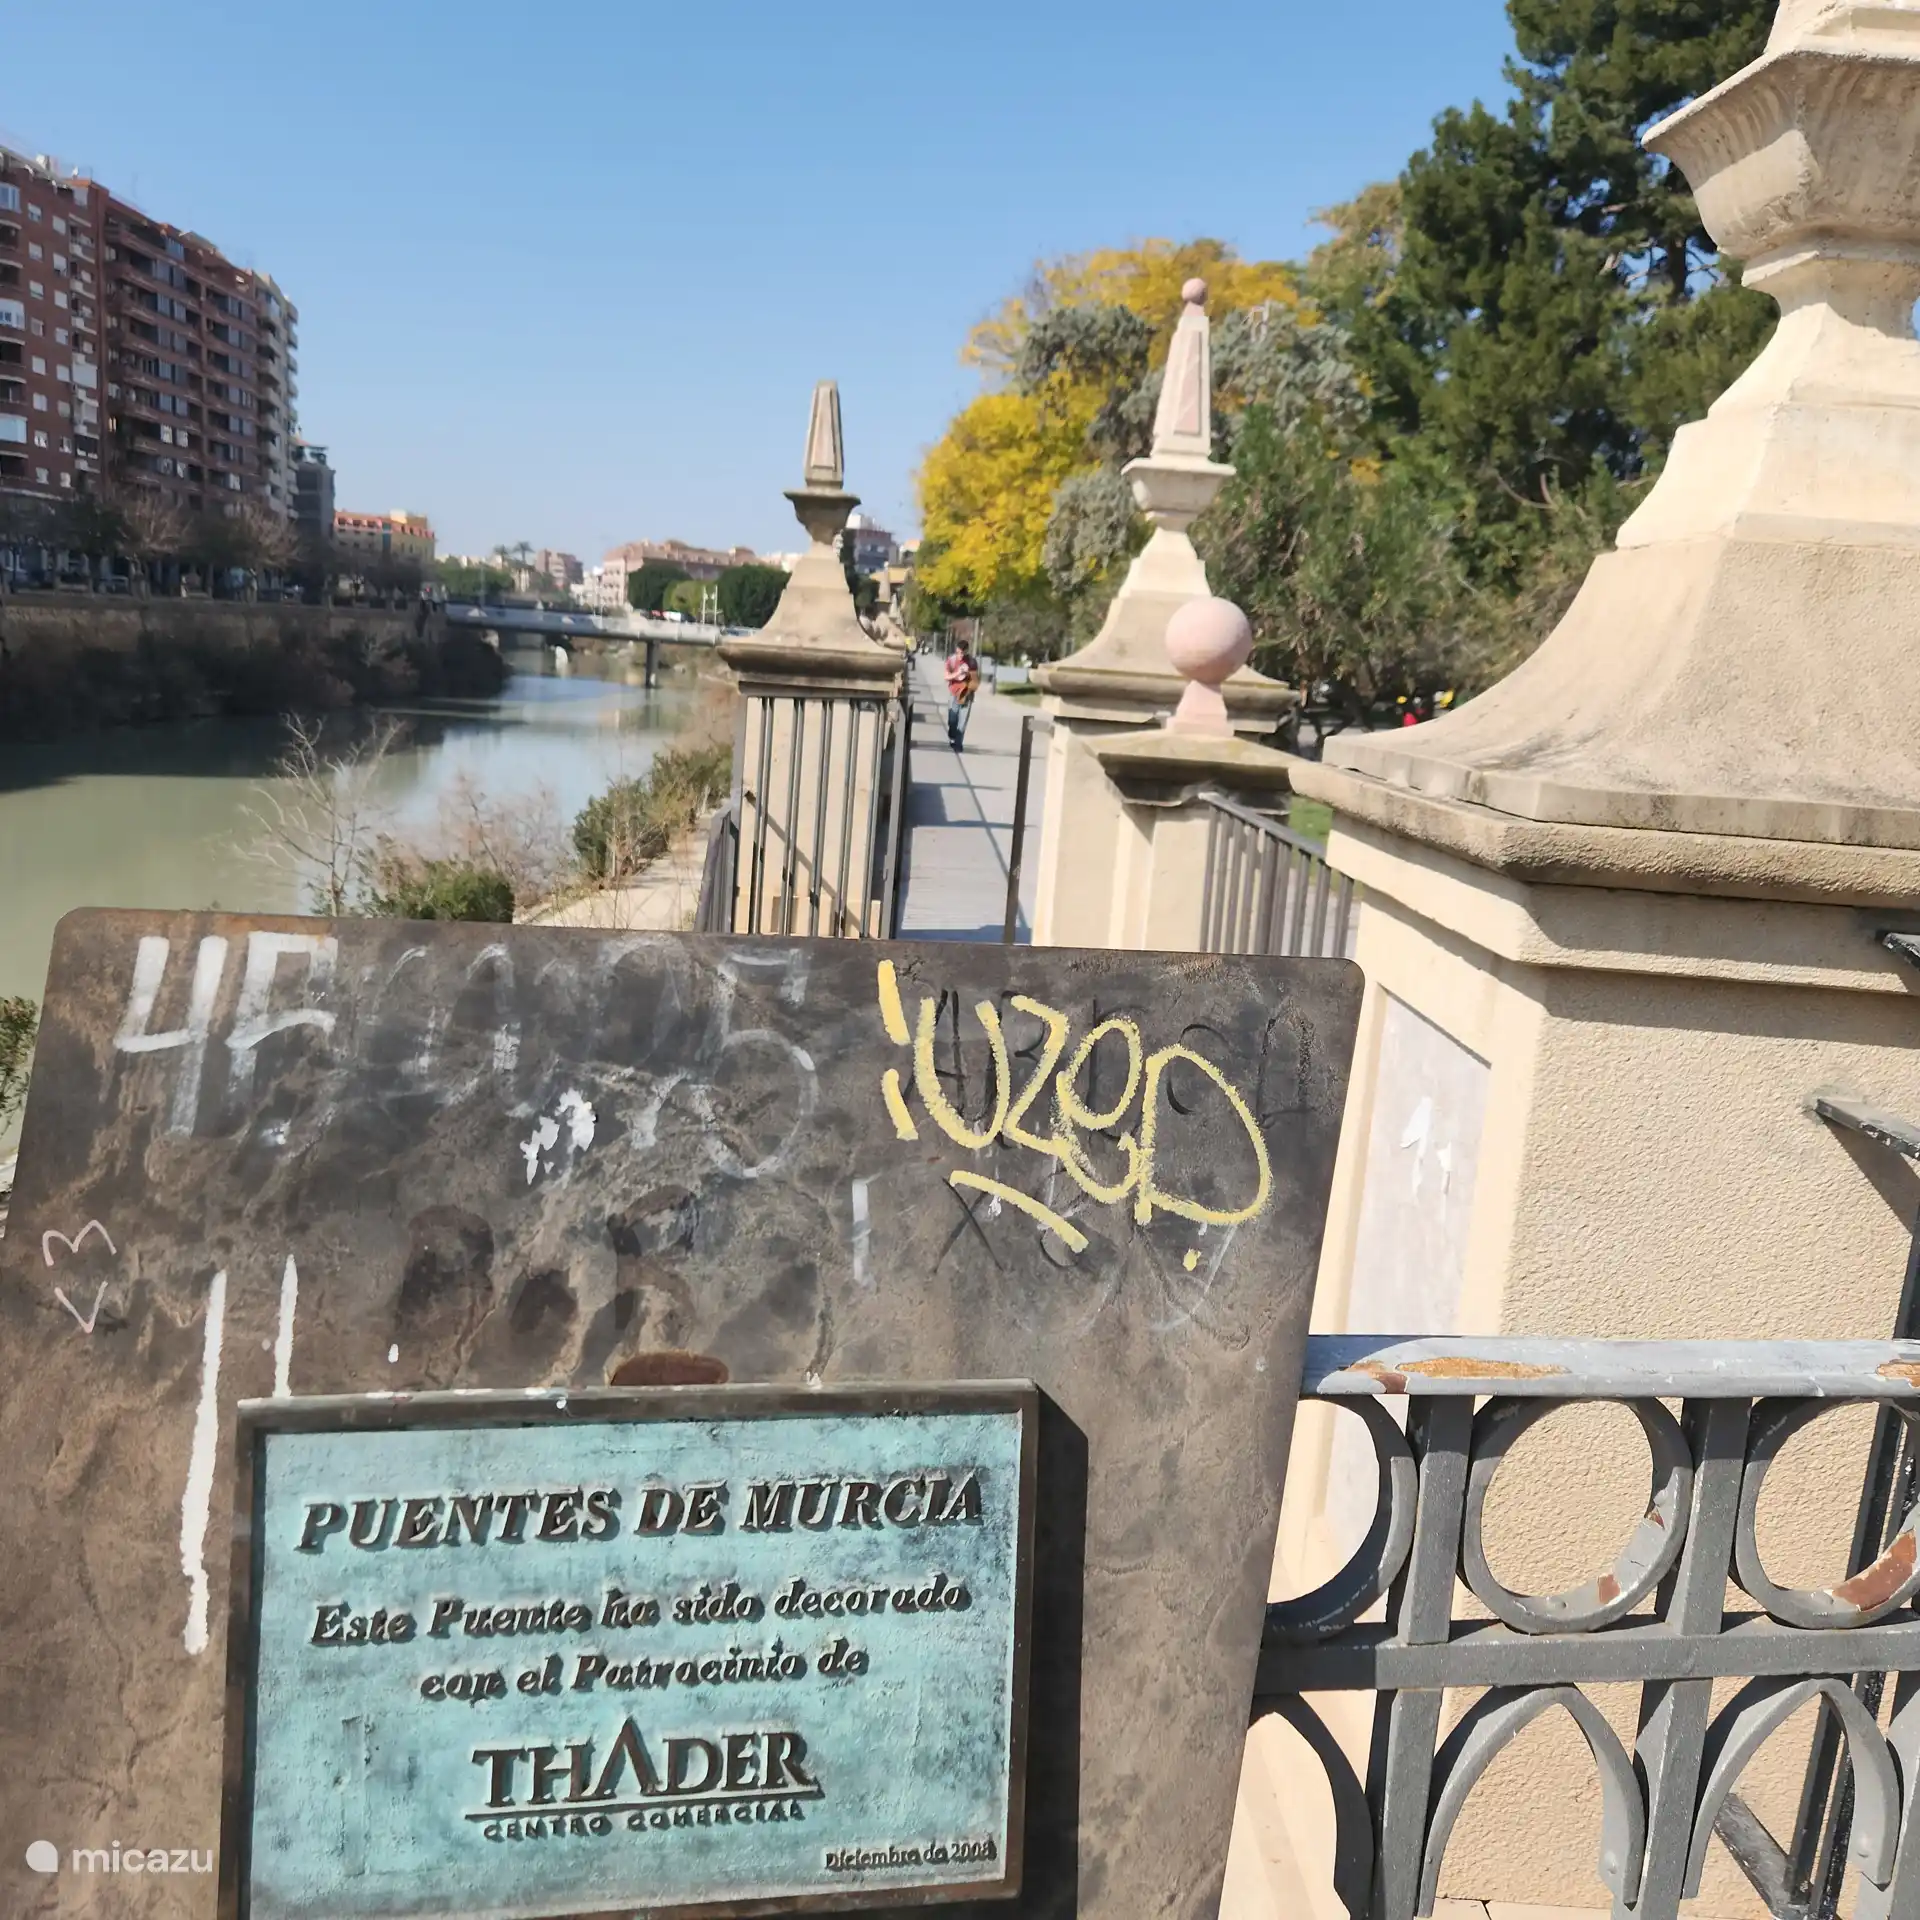 PUENTES DE MURCIA
Este Puente ha sido decorado
con el Patrocinio de
THADER
CENTRO COMERCIAL
Diciembre de 2008
micazu